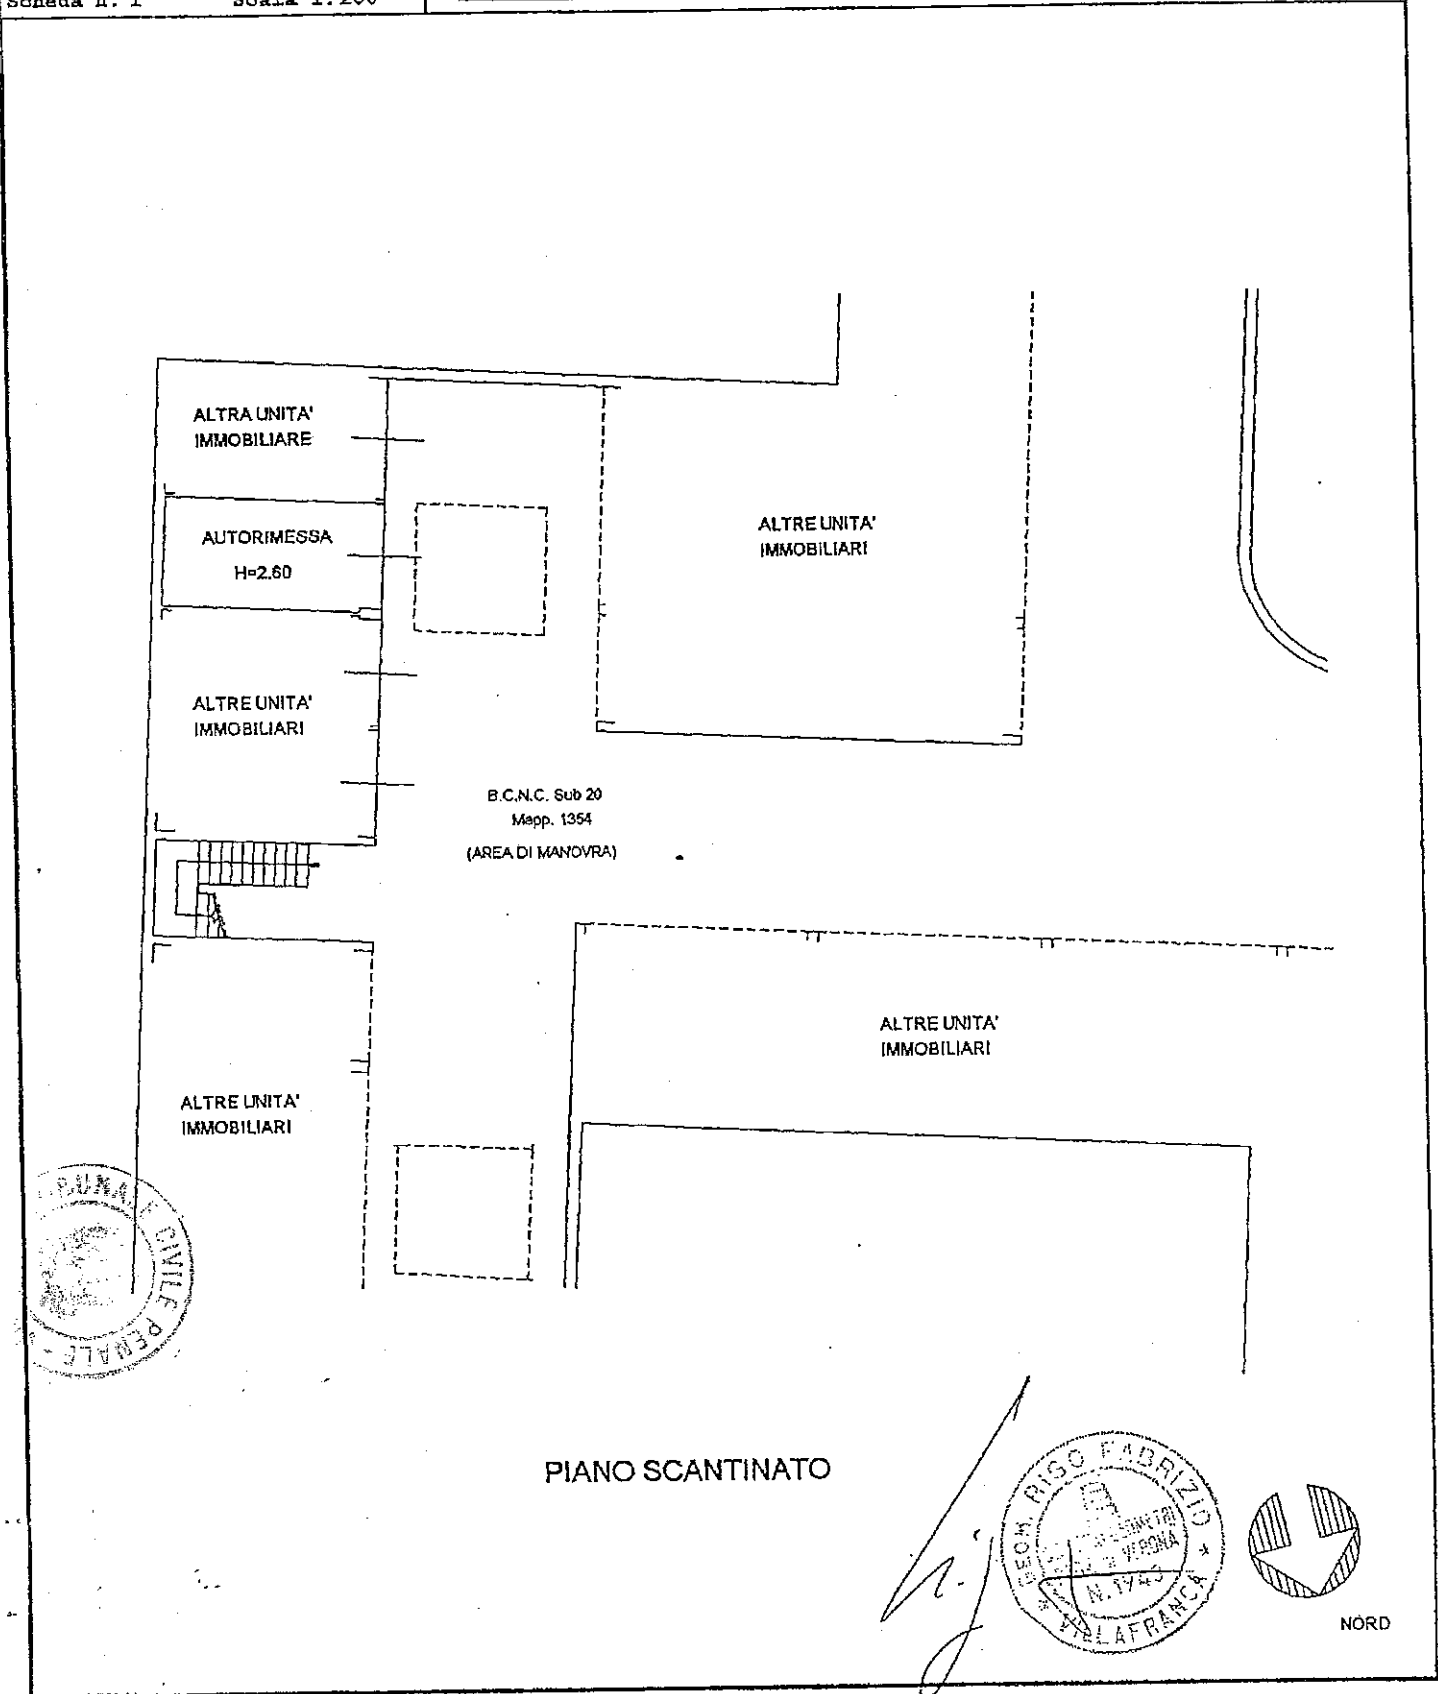 Scheda n. 1 Scala 1:200
ALTRA UNITA'
IMMOBILIARE
AUTORIMESSA
H=2.60
ALTRE UNITA'
IMMOBILIARI
ALTRE UNITA'
IMMOBILIARI
B.C.N.C. Sub 20
Mapp. 1354
(AREA DI MANOVRA)
ALTRE UNITA'
IMMOBILIARI
ALTRE UNITA'
IMMOBILIARI
CIVILE PENALE -
PIANO SCANTINATO
GEOM. RISO FABRIZIO
VERONA
* VILLAFRANCA *
NORD